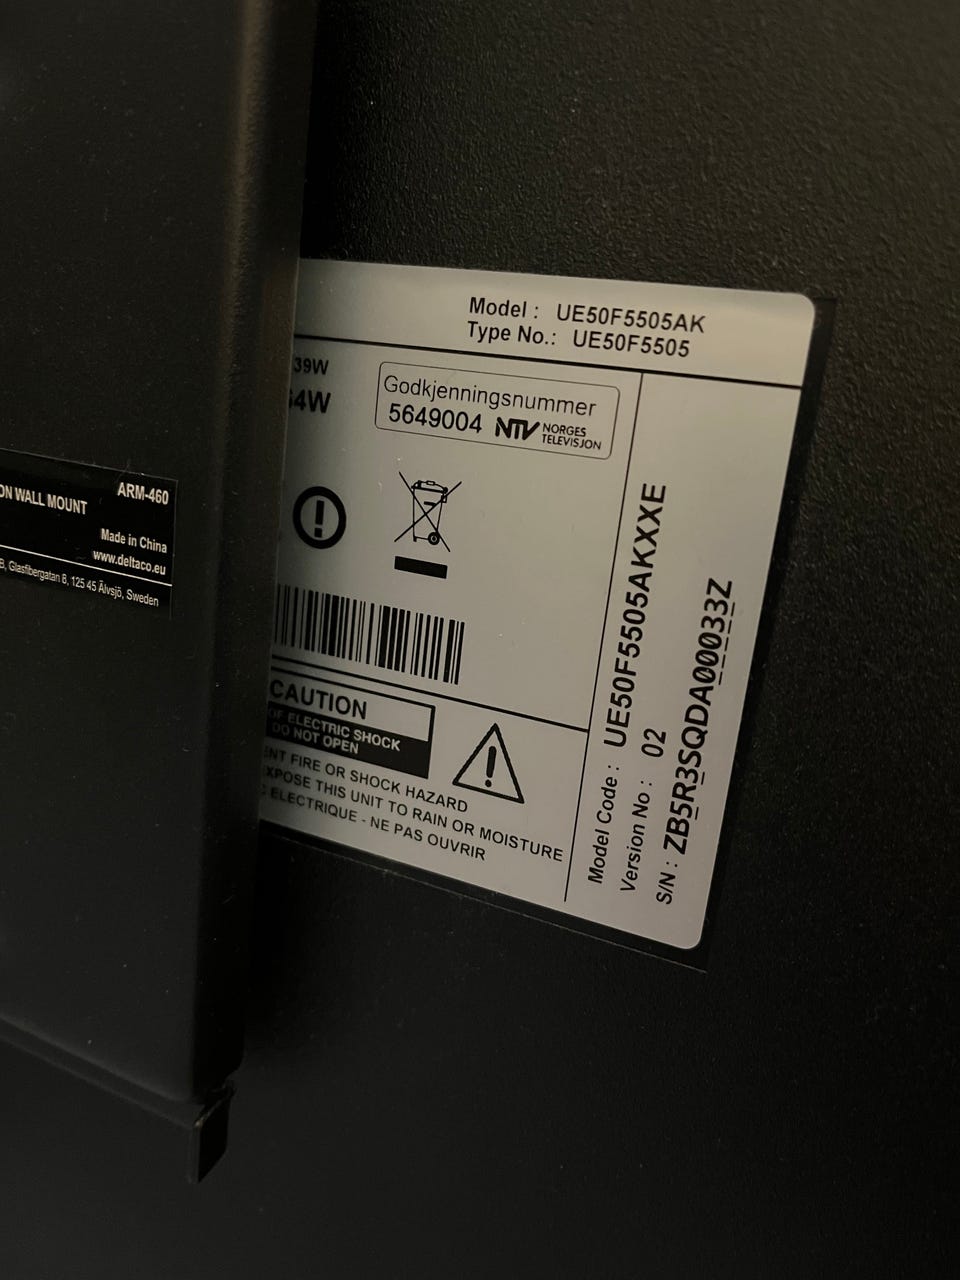 Model : UE50F5505AK
Type No.: UE50F5505
39W
4W
Godkjenningsnummer
5649004 NTV NORGES
TELEVISJON
CAUTION
OF ELECTRIC SHOCK
DO NOT OPEN
FIRE OR SHOCK HAZARD
THIS UNIT TO RAIN OR MOISTURE
ELECTRIQUE - NE PAS OUVRIR
Model Code : UE50F5505AKXXE
Version No : 02
S/N : ZB5R3SQDA00033Z
ARM-460
WALL MOUNT
Made in China
www.deltaco.eu
Glasfibergatan 8, 125 45 Älvsjö, Sweden